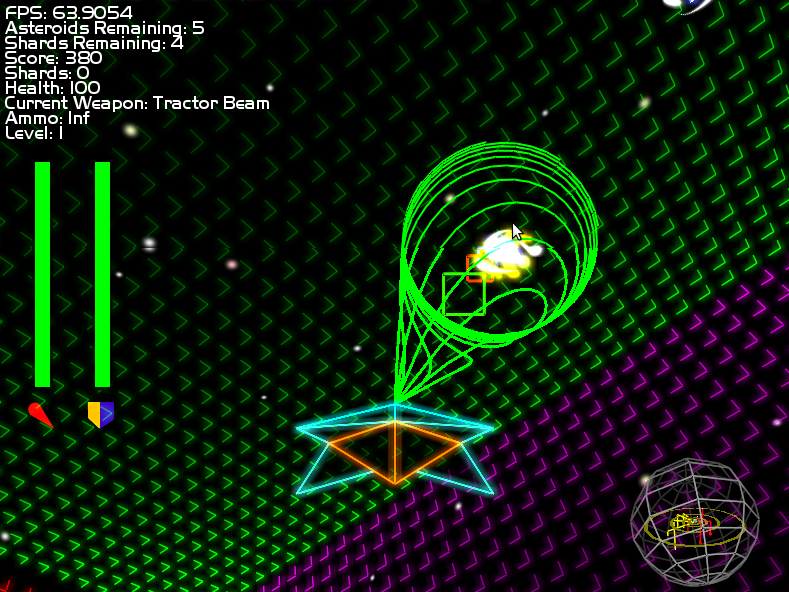 FPS: 63.9054
Asteroids Remaining: 5
Shards Remaining: 4
Score: 380
Shards: 0
Health: 100
Current Weapon: Tractor Beam
Ammo: Inf
Level: 1